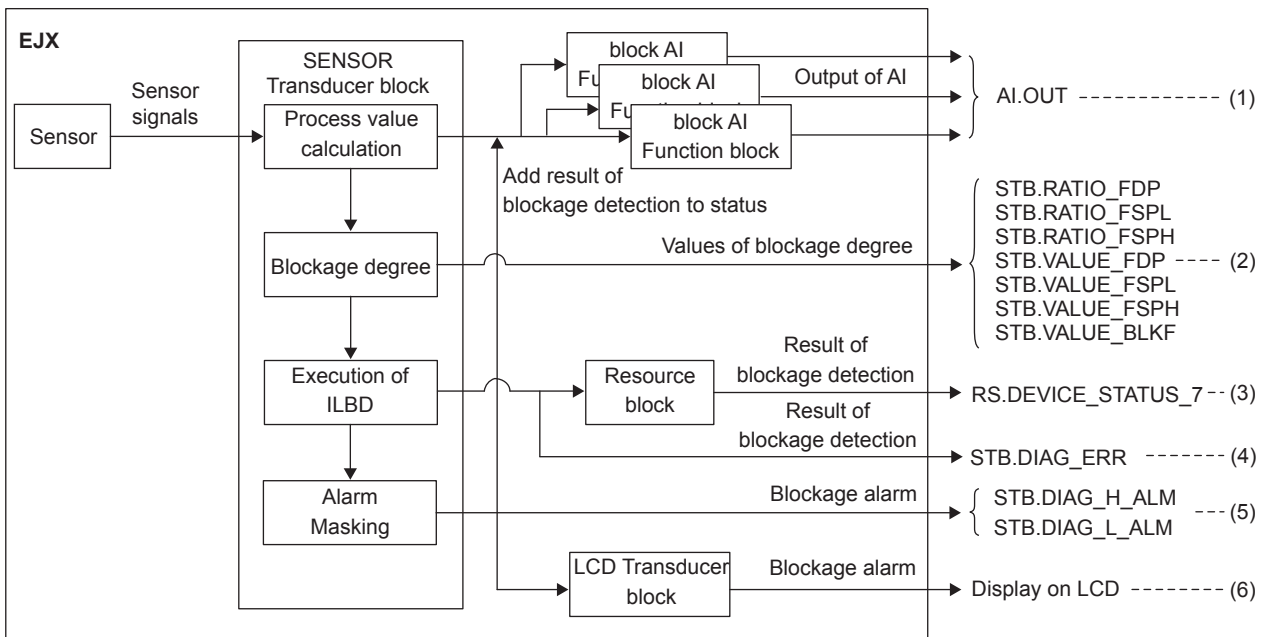 EJX
SENSOR
Transducer block
Sensor
signals
Sensor
Process value
calculation
block AI
Fu
block AI
Fu
block AI
Function block
Output of AI
AI.OUT
(1)
Add result of
blockage detection to status
Blockage degree
Values of blockage degree
STB.RATIO_FDP
STB.RATIO_FSPL
STB.RATIO_FSPH
STB.VALUE_FDP
(2)
STB.VALUE_FSPL
STB.VALUE_FSPH
STB.VALUE_BLKF
Execution of
ILBD
Resource
block
Result of
blockage detection
RS.DEVICE_STATUS_7
(3)
Result of
blockage detection
STB.DIAG_ERR
(4)
Alarm
Masking
Blockage alarm
STB.DIAG_H_ALM
STB.DIAG_L_ALM
(5)
LCD Transducer
block
Blockage alarm
Display on LCD
(6)